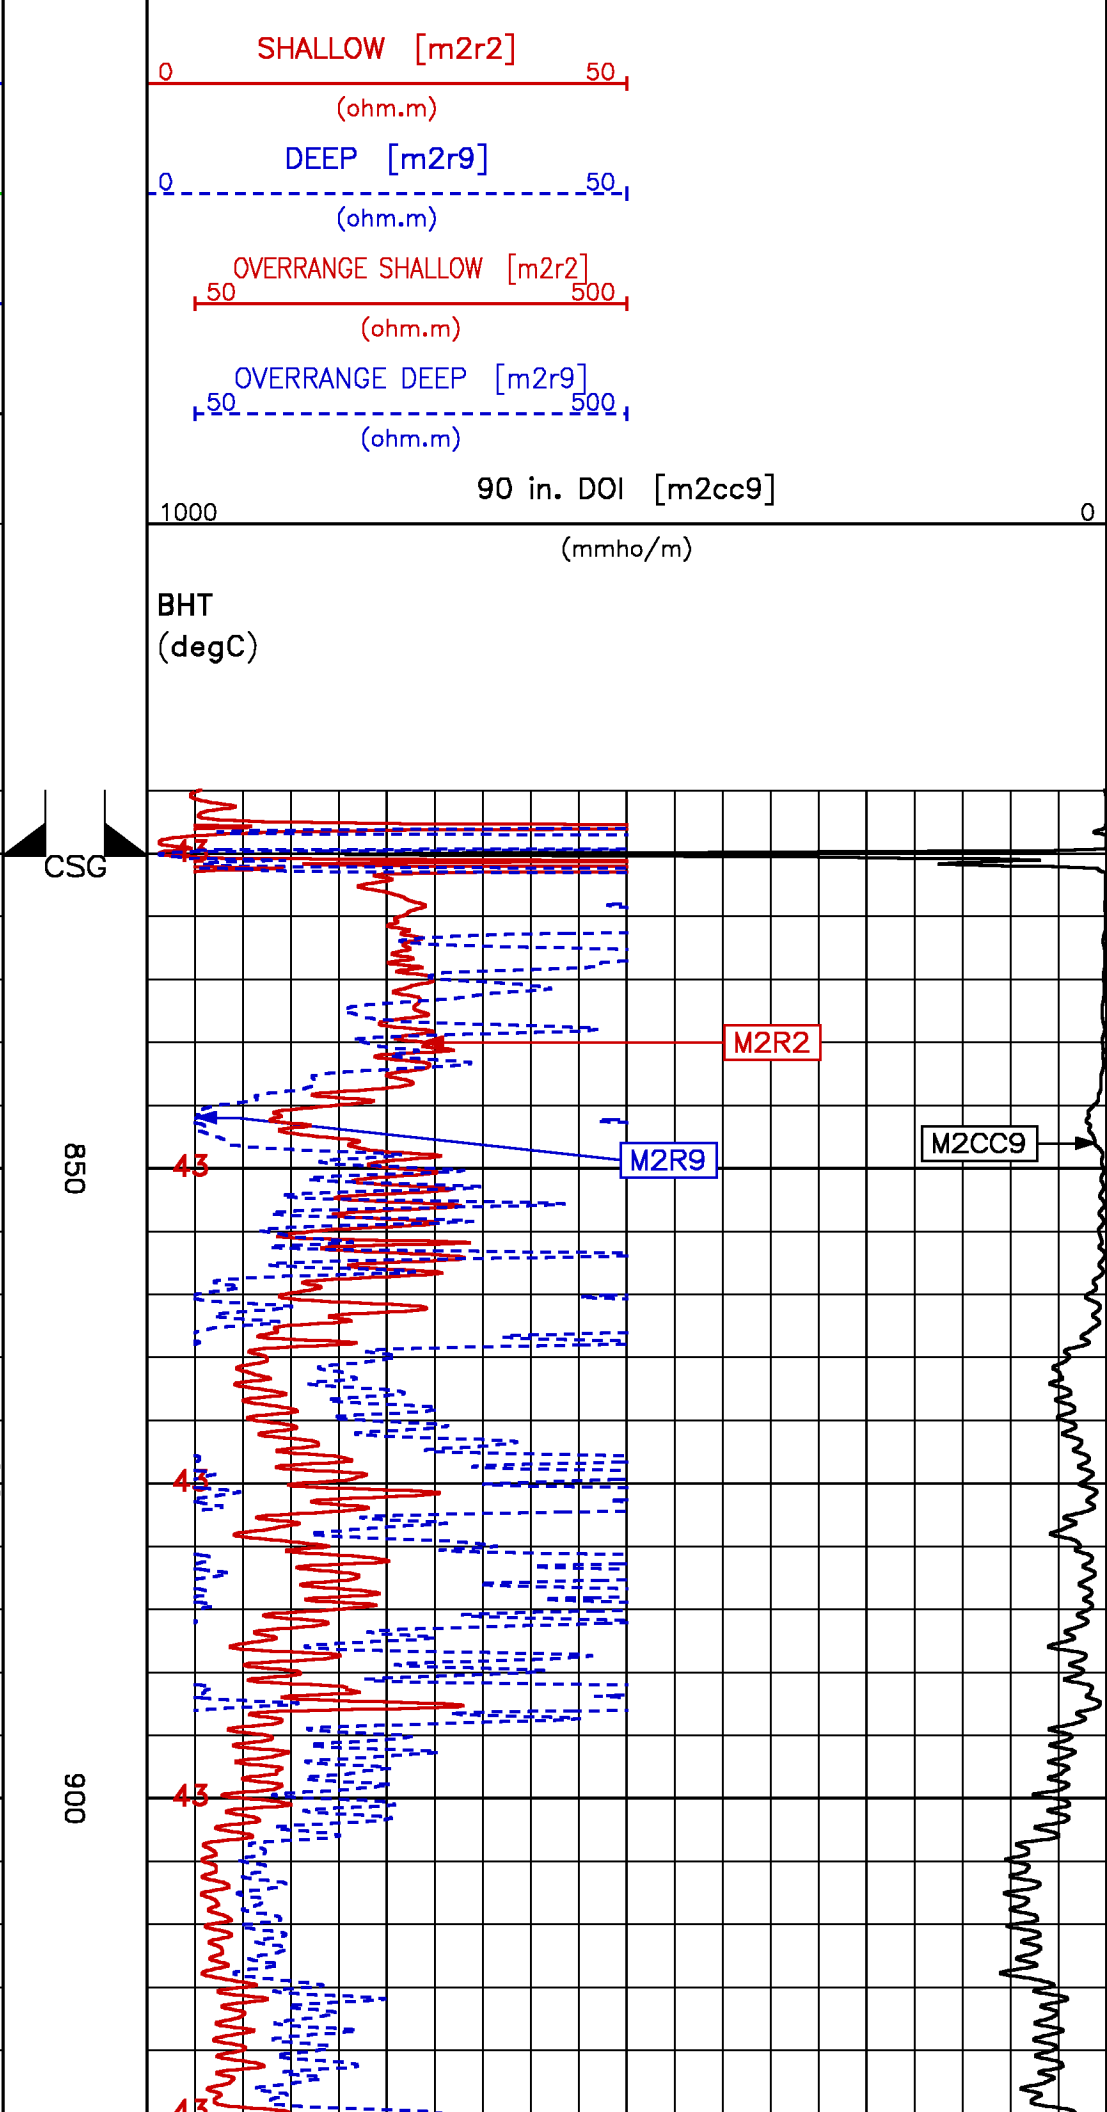 SHALLOW [m2r2]
0 50
(ohm.m)
DEEP [m2r9]
0 50
(ohm.m)
OVERRANGE SHALLOW [m2r2]
50 500
(ohm.m)
OVERRANGE DEEP [m2r9]
50 500
(ohm.m)
90 in. DOI [m2cc9]
1000 0
(mmho/m)
BHT
(degC)
43
CSG
M2R2
M2CC9
850
43
M2R9
43
900
43
43